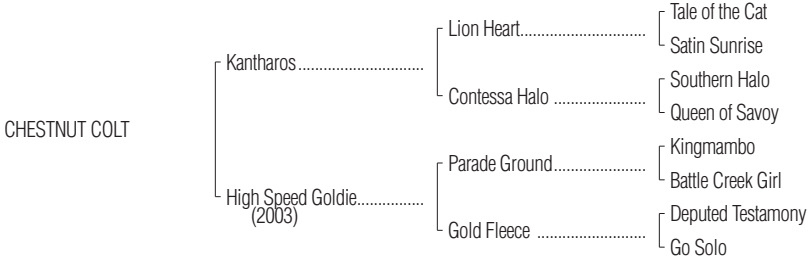 Tale of the Cat
Lion Heart..............................
Satin Sunrise
Kantharos..............................
Southern Halo
Contessa Halo ......................
Queen of Savoy
CHESTNUT COLT
Kingmambo
Parade Ground......................
Battle Creek Girl
High Speed Goldie................
(2003)
Deputed Testamony
Gold Fleece ..........................
Go Solo